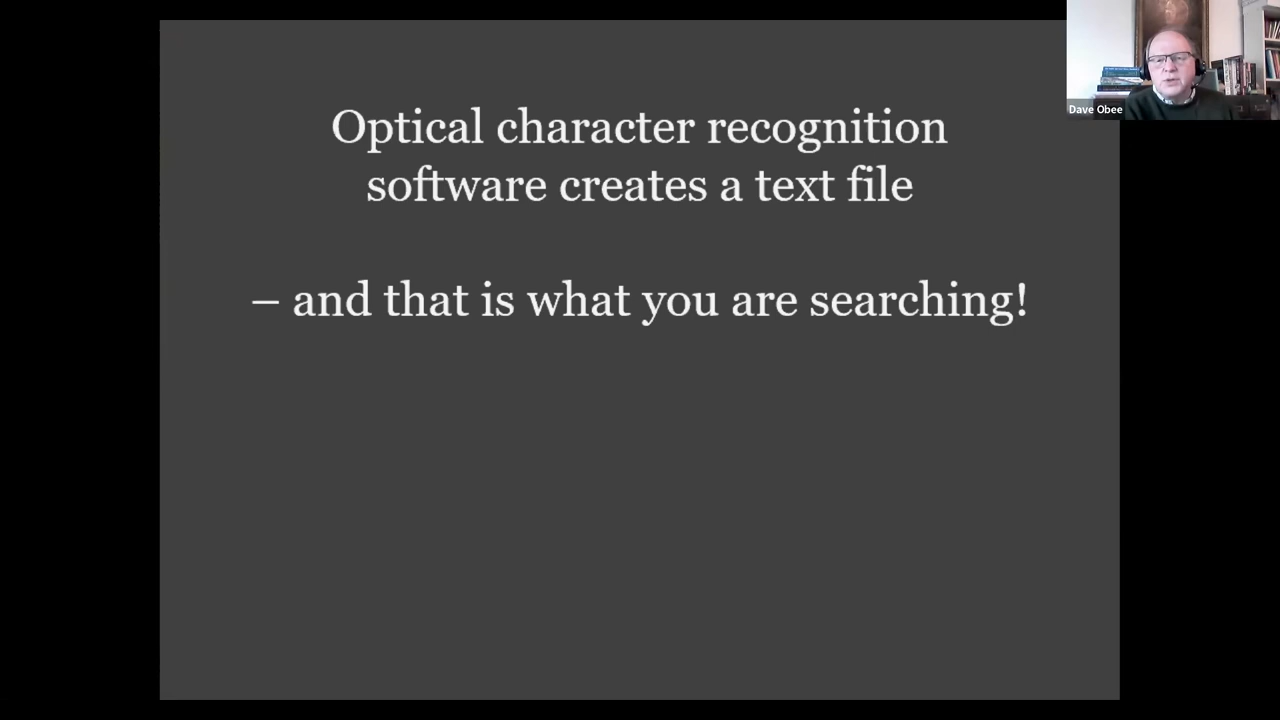 Optical character recognition
software creates a text file
– and that is what you are searching!
Dave Obee